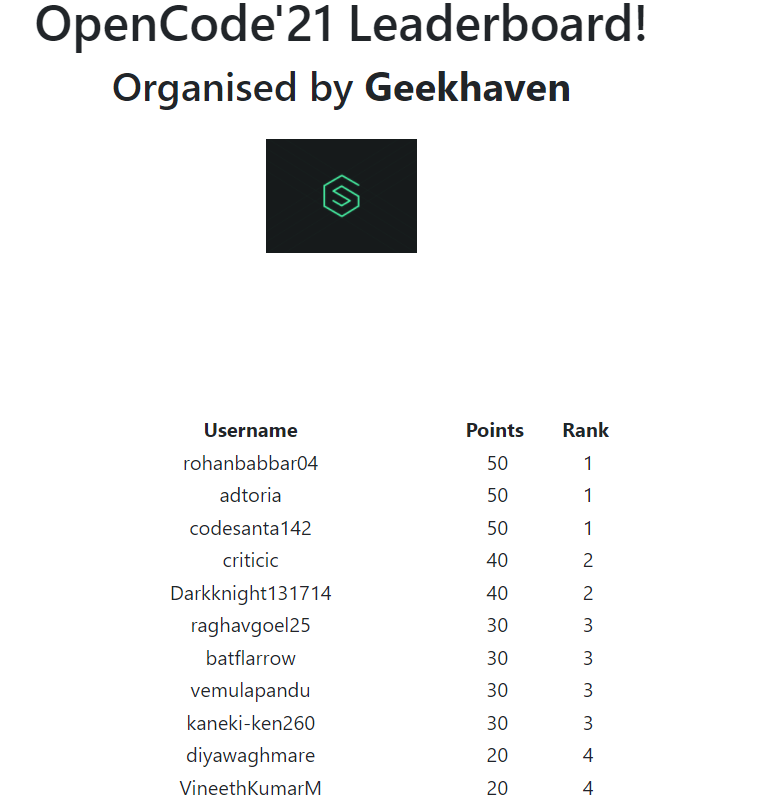 OpenCode'21 Leaderboard!
Organised by Geekhaven
Username Points Rank
rohanbabbar04 50 1
adtoria 50 1
codesanta142 50 1
criticic 40 2
Darkknight131714 40 2
raghavgoel25 30 3
batflarrow 30 3
vemulapandu 30 3
kaneki-ken260 30 3
diyawaghmare 20 4
VineethKumarM 20 4